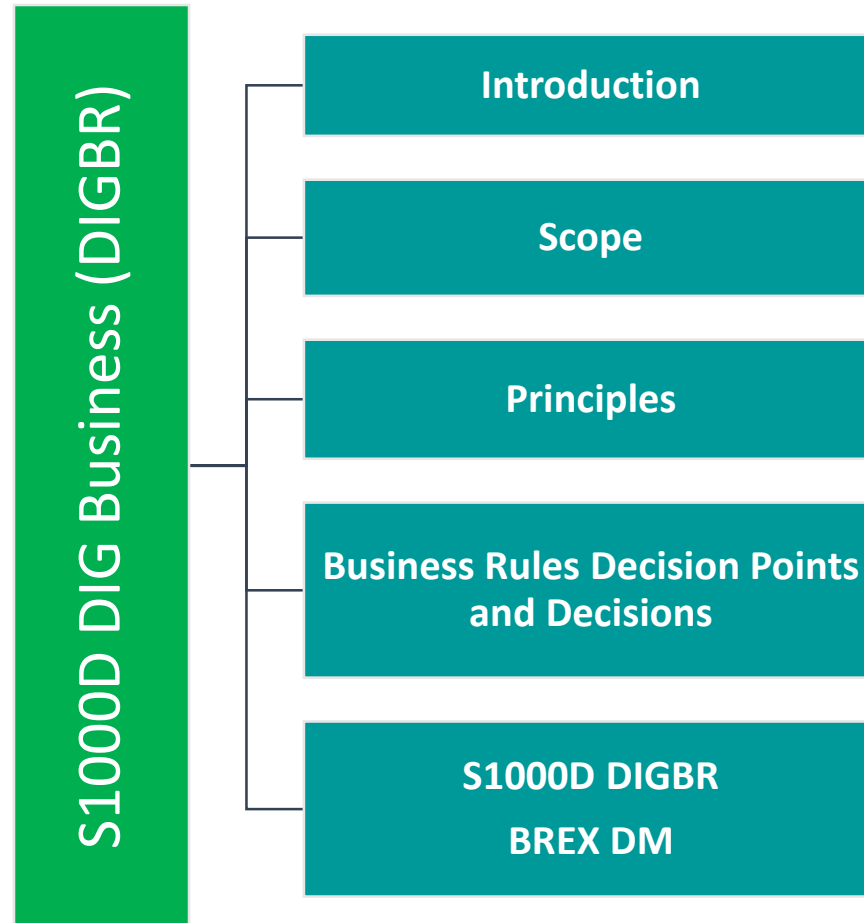 S1000D DIG Business (DIGBR)
Introduction
Scope
Principles
Business Rules Decision Points
and Decisions
S1000D DIGBR
BREX DM